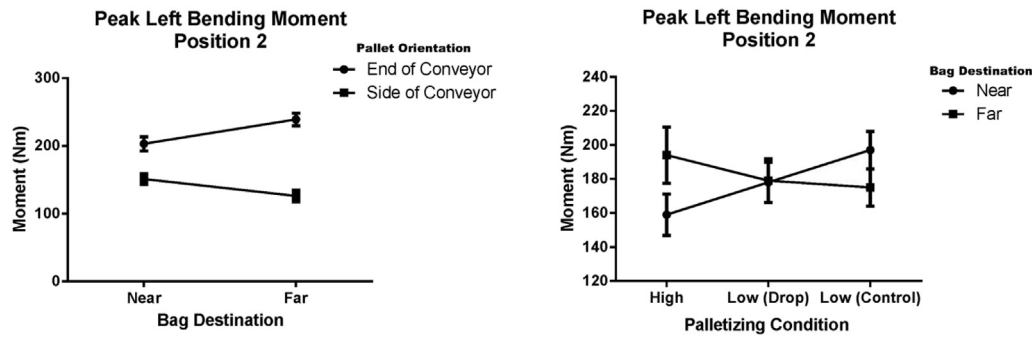 Peak Left Bending Moment
Position 2
Pallet Orientation
End of Conveyor
Side of Conveyor
Moment (Nm)
300
200
100
0
Near
Far
Bag Destination
Peak Left Bending Moment
Position 2
Bag Destination
Near
Far
Moment (Nm)
240
220
200
180
160
140
120
High
Low (Drop)
Low (Control)
Palletizing Condition